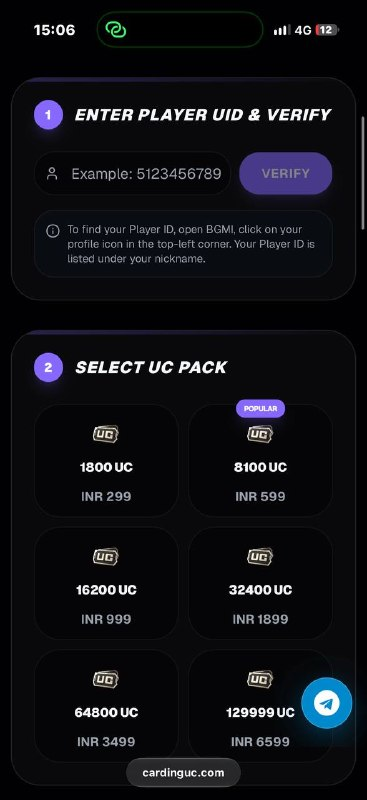 15:06
4G
12
1
ENTER PLAYER UID & VERIFY
Example: 5123456789
VERIFY
To find your Player ID, open BGMI, click on your
profile icon in the top-left corner. Your Player ID is
listed under your nickname.
2
SELECT UC PACK
POPULAR
UC
UC
1800 UC
8100 UC
INR 299
INR 599
UC
UC
16200 UC
32400 UC
INR 999
INR 1899
UC
UC
64800 UC
129999 UC
INR 3499
INR 6599
cardinguc.com